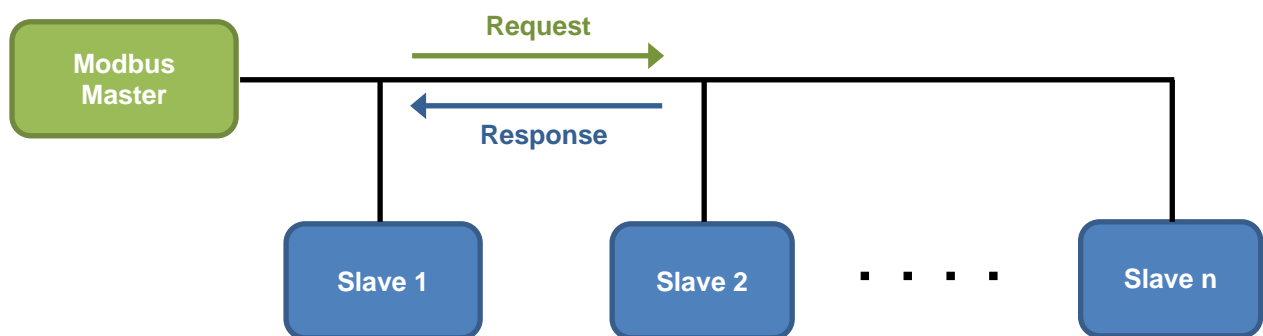 Request
Modbus
Master
Response
Slave 1
Slave 2
. . . .
Slave n